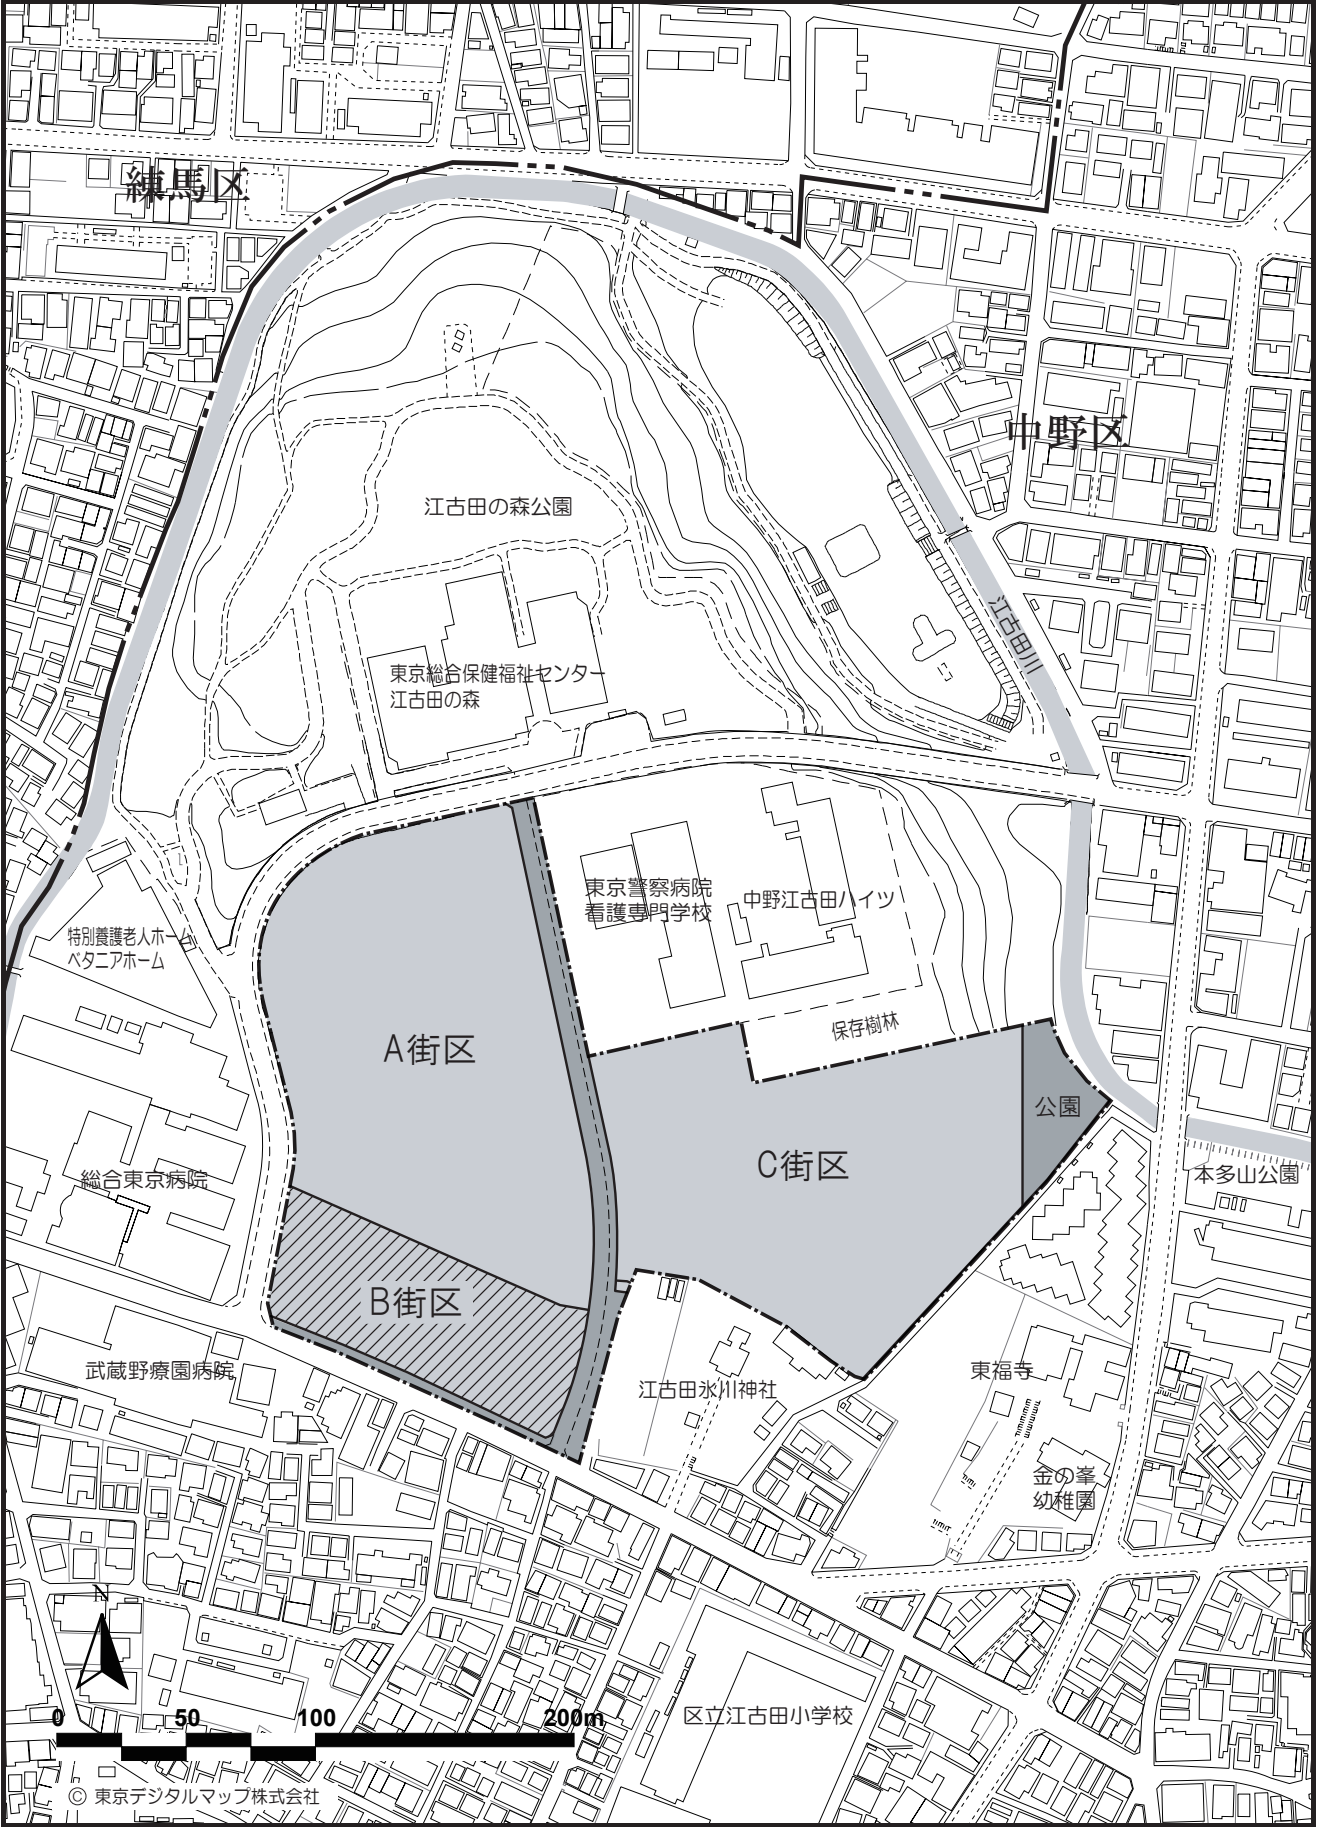 練馬区
中野区
江古田の森公園
江古田川
東京総合保健福祉センター
江古田の森
東京警察病院
看護専門学校
中野江古田ハイツ
特別養護老人ホーム
ベタニアホーム
保存樹林
A街区
公園
C街区
総合東京病院
本多山公園
B街区
武蔵野療園病院
江古田氷川神社
東福寺
金の峯
幼稚園
N
区立江古田小学校
0 50 100 200m
© 東京デジタルマップ株式会社